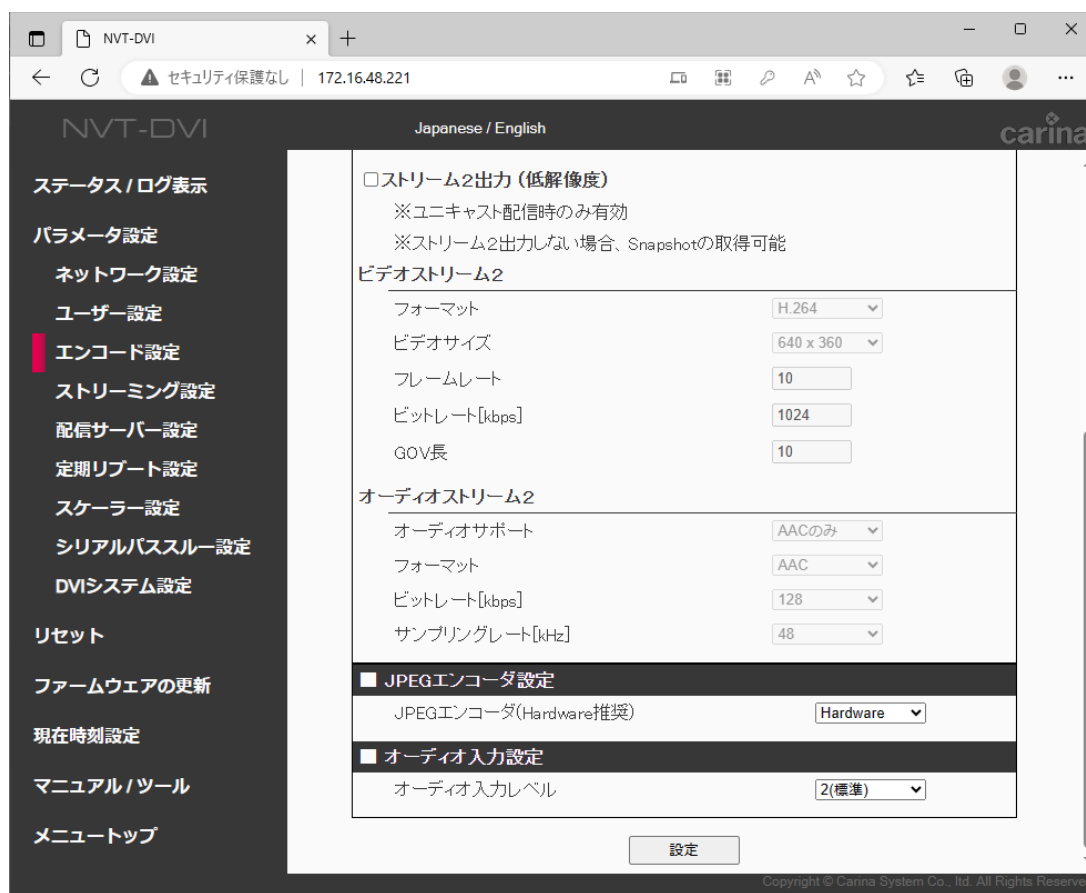 NVT-DVI
セキュリティ保護なし 172.16.48.221
NVT-DVI
Japanese / English
carina
ステータス / ログ表示
パラメータ設定
ネットワーク設定
ユーザー設定
エンコード設定
ストリーミング設定
配信サーバー設定
定期リブート設定
スケーラー設定
シリアルパススルー設定
DVIシステム設定
リセット
ファームウェアの更新
現在時刻設定
マニュアル / ツール
メニュートップ
ストリーム2出力 (低解像度)
※ユニキャスト配信時のみ有効
※ストリーム2出力しない場合、Snapshotの取得可能
ビデオストリーム2
フォーマット H.264
ビデオサイズ 640 x 360
フレームレート 10
ビットレート[kbps] 1024
GOV長 10
オーディオストリーム2
オーディオサポート AACのみ
フォーマット AAC
ビットレート[kbps] 128
サンプリングレート[kHz] 48
■ JPEGエンコーダ設定
JPEGエンコーダ(Hardware推奨) Hardware
■ オーディオ入力設定
オーディオ入力レベル 2(標準)
設定
Copyright © Carina System Co., ltd. All Rights Reserve